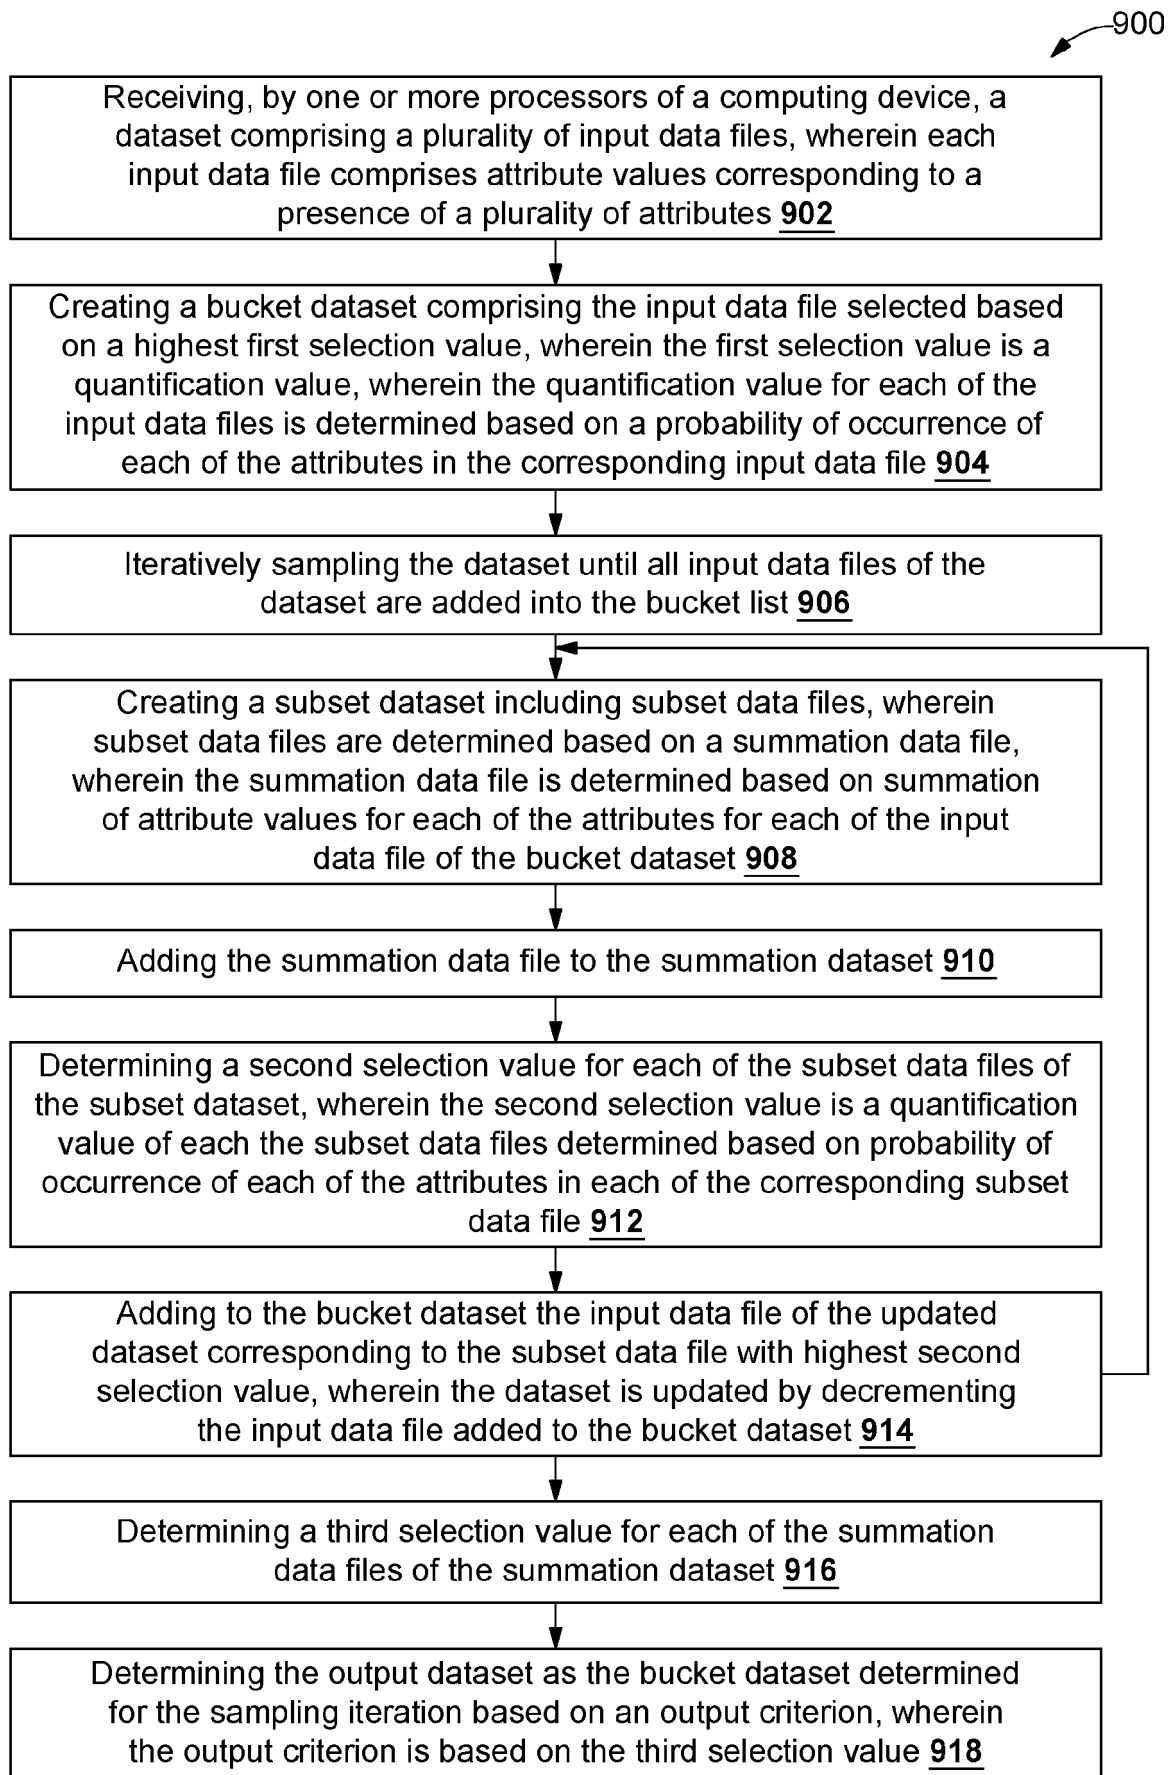 900
Receiving, by one or more processors of a computing device, a
dataset comprising a plurality of input data files, wherein each
input data file comprises attribute values corresponding to a
presence of a plurality of attributes 902
Creating a bucket dataset comprising the input data file selected based
on a highest first selection value, wherein the first selection value is a
quantification value, wherein the quantification value for each of the
input data files is determined based on a probability of occurrence of
each of the attributes in the corresponding input data file 904
Iteratively sampling the dataset until all input data files of the
dataset are added into the bucket list 906
Creating a subset dataset including subset data files, wherein
subset data files are determined based on a summation data file,
wherein the summation data file is determined based on summation
of attribute values for each of the attributes for each of the input
data file of the bucket dataset 908
Adding the summation data file to the summation dataset 910
Determining a second selection value for each of the subset data files of
the subset dataset, wherein the second selection value is a quantification
value of each the subset data files determined based on probability of
occurrence of each of the attributes in each of the corresponding subset
data file 912
Adding to the bucket dataset the input data file of the updated
dataset corresponding to the subset data file with highest second
selection value, wherein the dataset is updated by decrementing
the input data file added to the bucket dataset 914
Determining a third selection value for each of the summation
data files of the summation dataset 916
Determining the output dataset as the bucket dataset determined
for the sampling iteration based on an output criterion, wherein
the output criterion is based on the third selection value 918